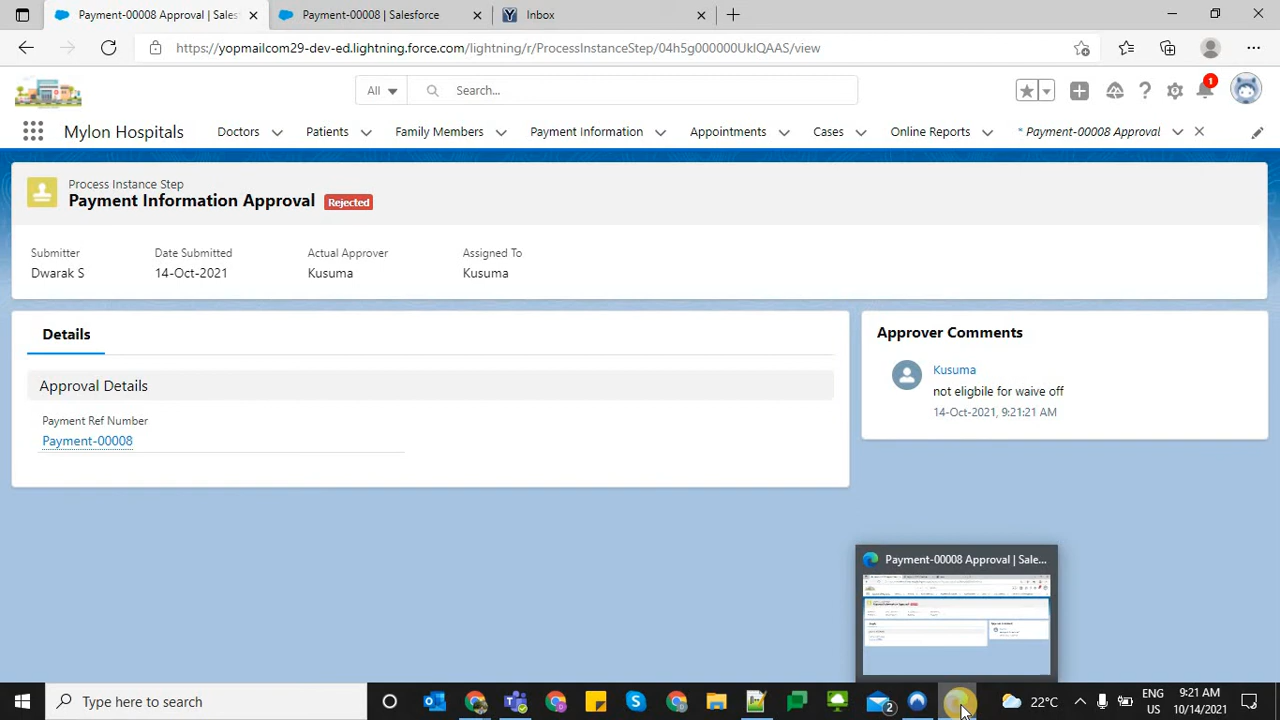 Payment-00008 Approval | Sales
Payment-00008 | Salesforce
Inbox
https://yopmailcom29-dev-ed.lightning.force.com/lightning/r/ProcessInstanceStep/04h5g000000UkIQAAS/view
All
Search...
1
Mylon Hospitals
Doctors
Patients
Family Members
Payment Information
Appointments
Cases
Online Reports
* Payment-00008 Approval
Process Instance Step
Payment Information Approval
Rejected
Submitter
Date Submitted
Actual Approver
Assigned To
Dwarak S
14-Oct-2021
Kusuma
Kusuma
Details
Approver Comments
Kusuma
not eligbile for waive off
14-Oct-2021, 9:21:21 AM
Approval Details
Payment Ref Number
Payment-00008
Payment-00008 Approval | Sale...
Type here to search
2
22°C
ENG
US
9:21 AM
10/14/2021